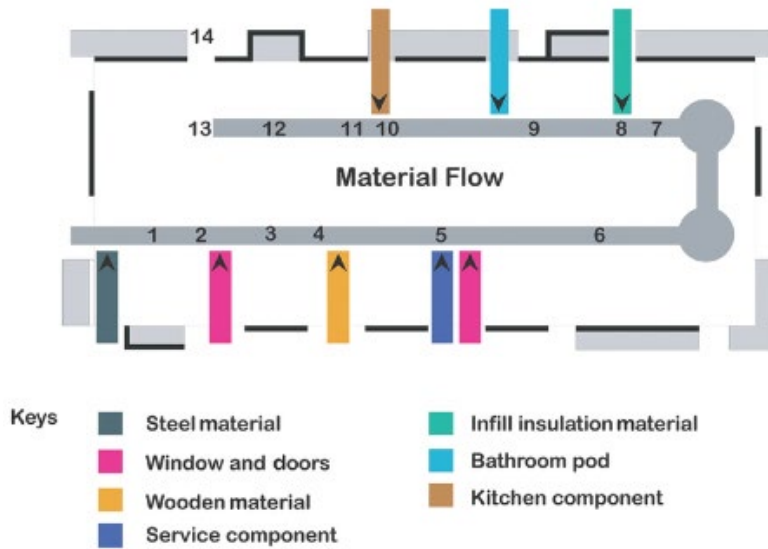 14
13 12 11 10 9 8 7
Material Flow
1 2 3 4 5 6
Keys
Steel material
Window and doors
Wooden material
Service component
Infill insulation material
Bathroom pod
Kitchen component